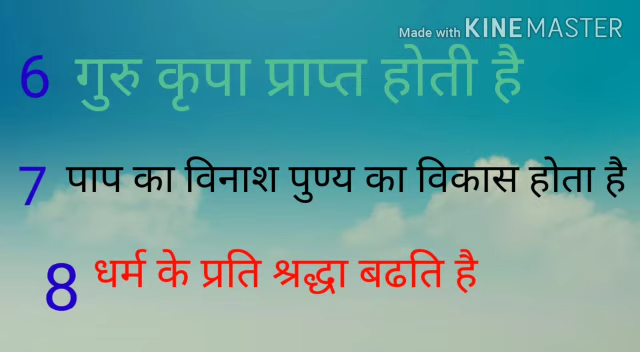 Made with KINEMASTER
6 गुरु कृपा प्राप्त होती है
7 पाप का विनाश पुण्य का विकास होता है
8 धर्म के प्रति श्रद्धा बढति है